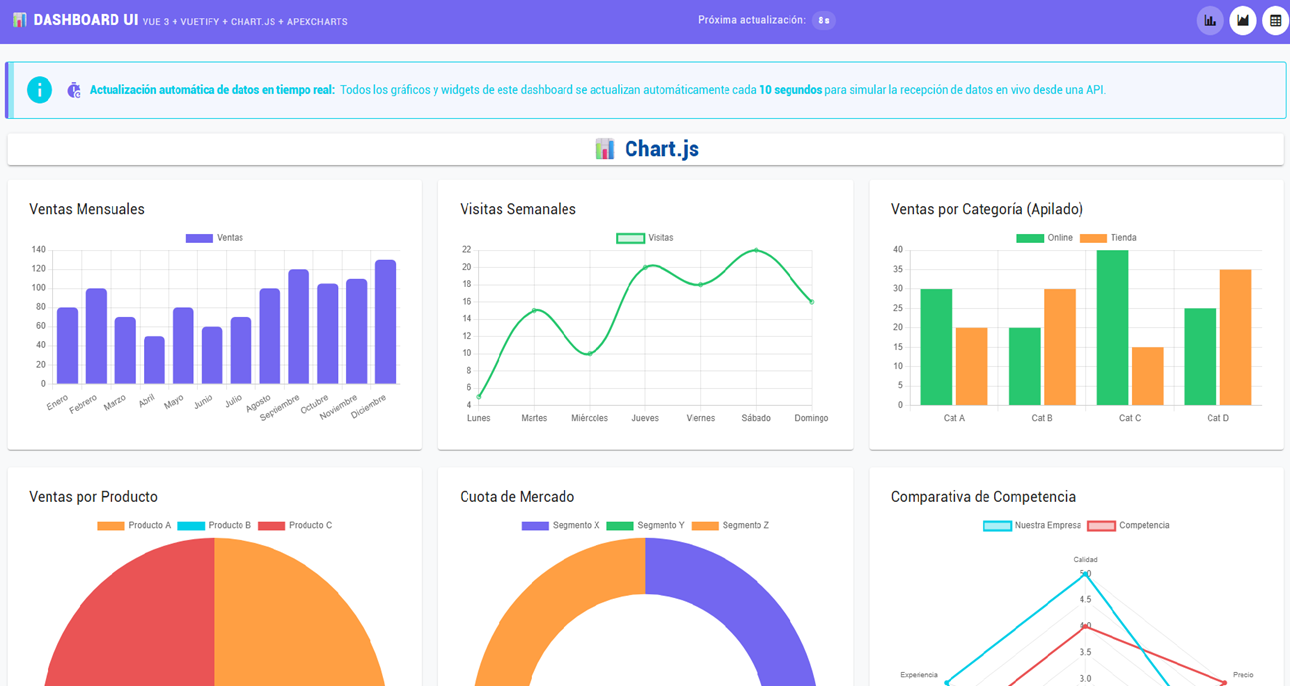 DASHBOARD UI VUE 3 + VUETIFY + CHART.JS + APEXCHARTS
Próxima actualización: 8s
Actualización automática de datos en tiempo real: Todos los gráficos y widgets de este dashboard se actualizan automáticamente cada 10 segundos para simular la recepción de datos en vivo desde una API.
Chart.js
Ventas Mensuales
Ventas
140
120
100
80
60
40
20
0
Enero Febrero Marzo Abril Mayo Junio Julio Agosto Septiembre Octubre Noviembre Diciembre
Visitas Semanales
Visitas
22
20
18
16
14
12
10
8
6
4
Lunes Martes Miércoles Jueves Viernes Sábado Domingo
Ventas por Categoría (Apilado)
Online Tienda
40
35
30
25
20
15
10
5
0
Cat A Cat B Cat C Cat D
Ventas por Producto
Producto A Producto B Producto C
Cuota de Mercado
Segmento X Segmento Y Segmento Z
Comparativa de Competencia
Nuestra Empresa Competencia
Calidad
5.0
4.5
4.0
3.5
3.0
Experiencia Precio